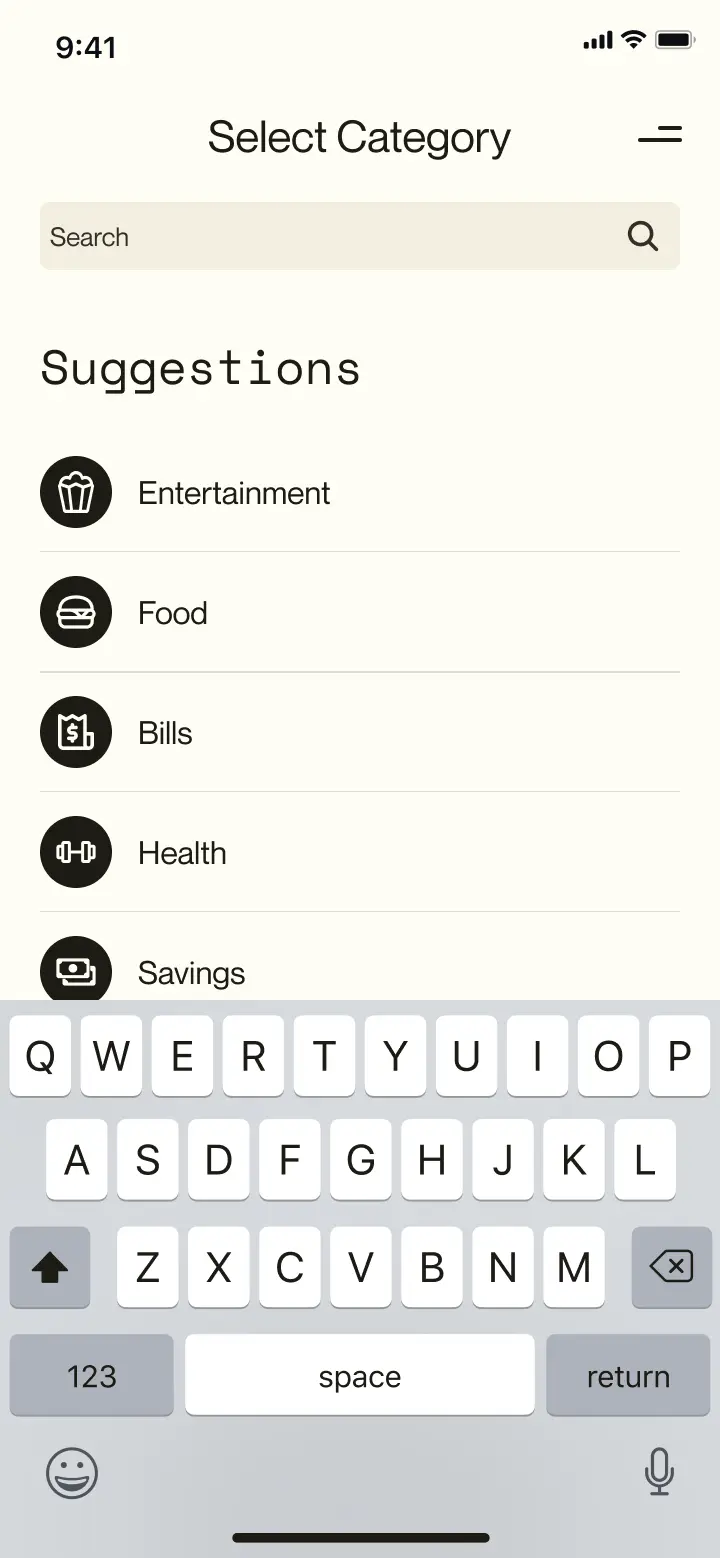 9:41
Select Category
Search
Suggestions
Entertainment
Food
$
Bills
Health
Savings
Q W E R T Y U I O P
A S D F G H J K L
Z X C V B N M
123 space return